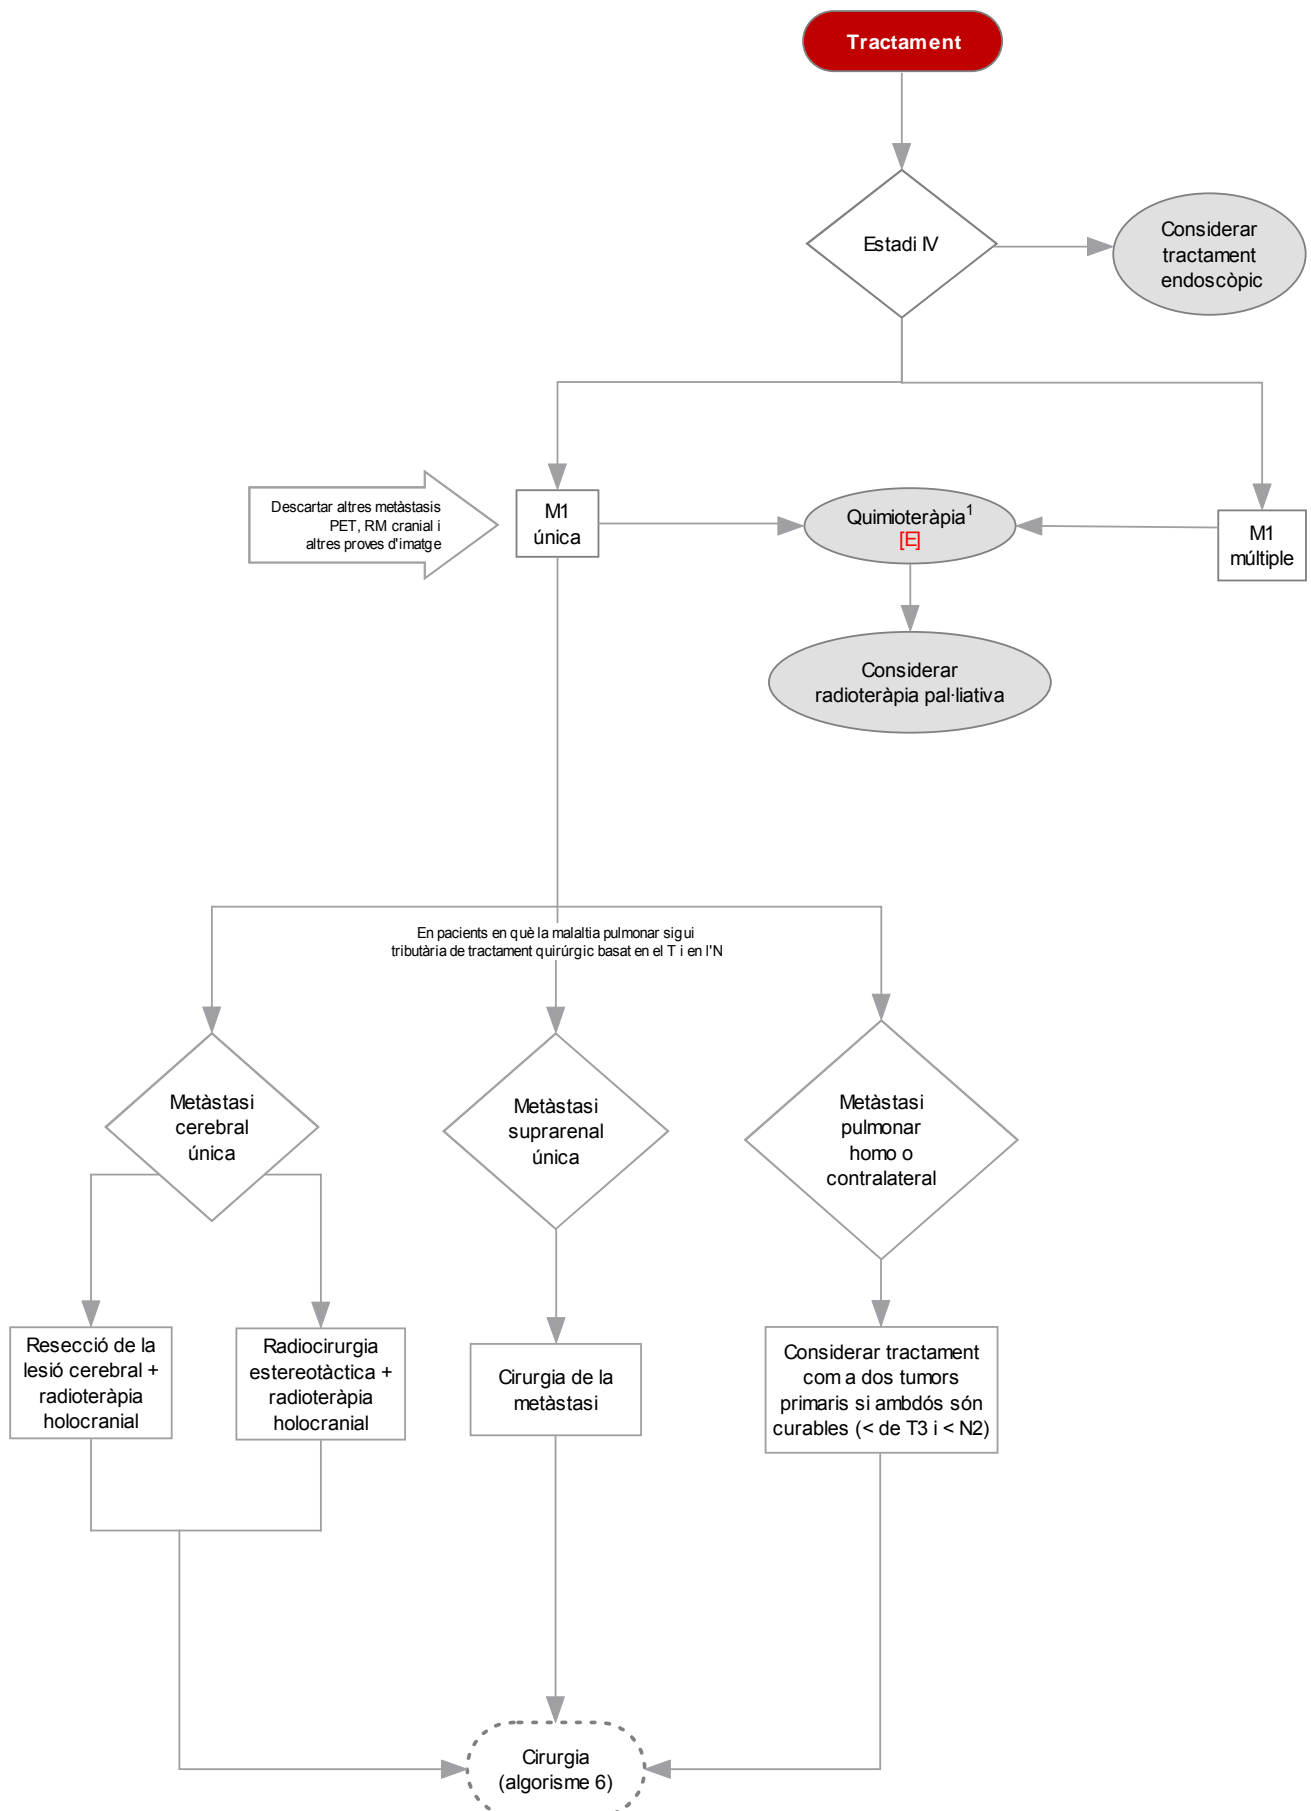 Tractament
Estadi IV
Considerar
tractament
endoscòpic
Descartar altres metàstasis
PET, RM cranial i
altres proves d'imatge
M1
única
Quimioteràpia1
[E]
M1
múltiple
Considerar
radioteràpia pal·liativa
En pacients en què la malaltia pulmonar sigui
tributària de tractament quirúrgic basat en el T i en l'N
Metàstasi
cerebral
única
Metàstasi
suprarenal
única
Metàstasi
pulmonar
homo o
contralateral
Resecció de la
lesió cerebral +
radioteràpia
holocranial
Radiocirurgia
estereotàctica +
radioteràpia
holocranial
Cirurgia de la
metàstasi
Considerar tractament
com a dos tumors
primaris si ambdós són
curables (< de T3 i < N2)
Cirurgia
(algorisme 6)